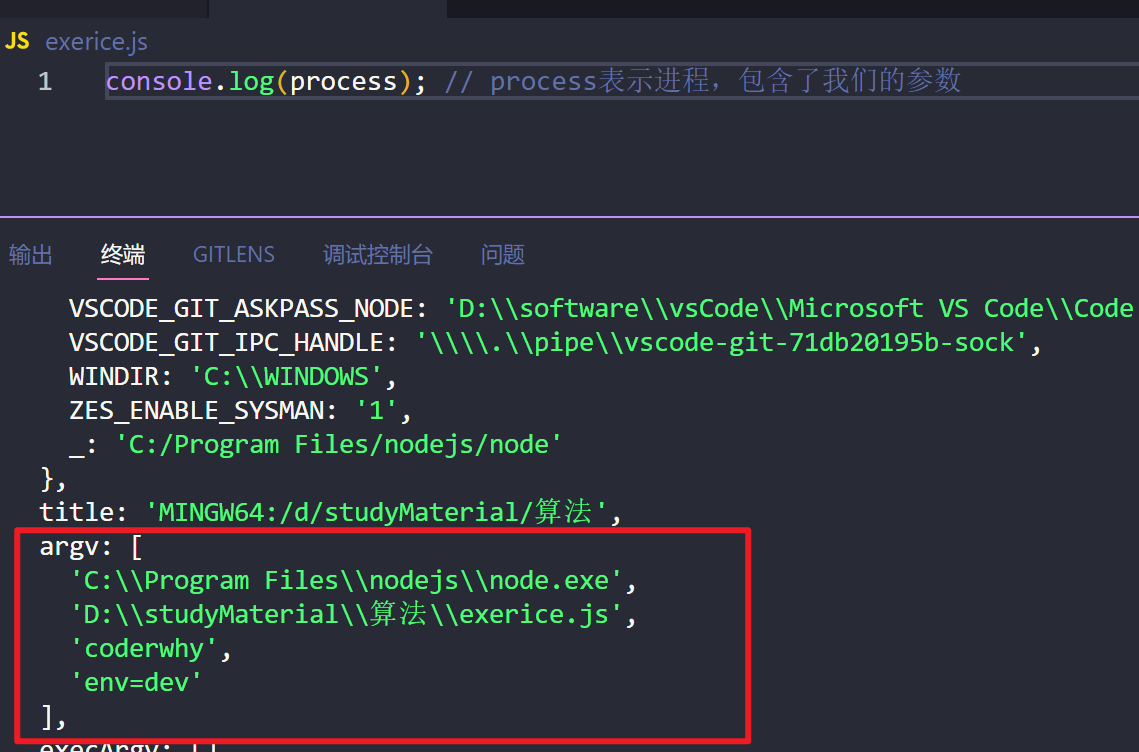 JS exerice.js
1 console.log(process); // process表示进程，包含了我们的参数
输出 终端 GITLENS 调试控制台 问题
VSCODE_GIT_ASKPASS_NODE: 'D:\\software\\vsCode\\Microsoft VS Code\\Code
VSCODE_GIT_IPC_HANDLE: '\\\\.\\pipe\\vscode-git-71db20195b-sock',
WINDIR: 'C:\\WINDOWS',
ZES_ENABLE_SYSMAN: '1',
_: 'C:/Program Files/nodejs/node'
},
title: 'MINGW64:/d/studyMaterial/算法',
argv: [
'C:\\Program Files\\nodejs\\node.exe',
'D:\\studyMaterial\\算法\\exerice.js',
'coderwhy',
'env=dev'
],
execArgv: []